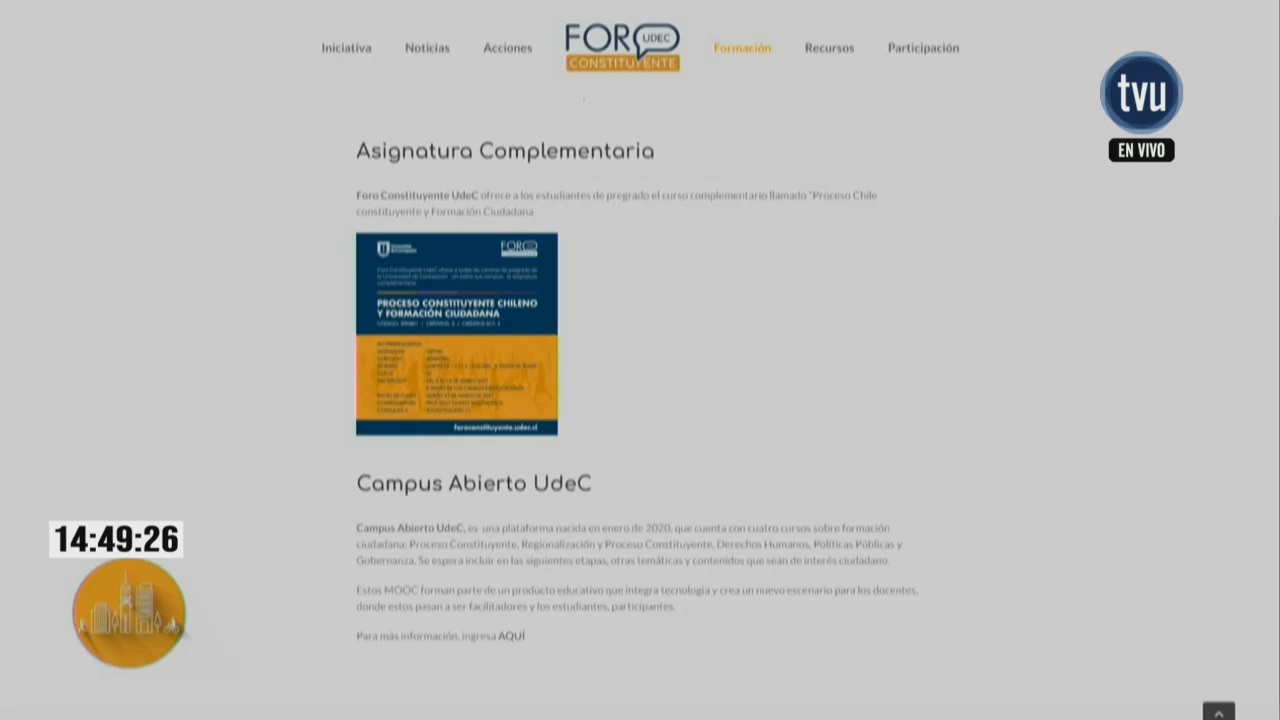 Iniciativa
Noticias
Acciones
FORO UDEC
CONSTITUYENTE
Formación
Recursos
Participación
tvu
EN VIVO
Asignatura Complementaria
Foro Constituyente UdeC ofrece a los estudiantes de pregrado el curso complementario llamado "Proceso Chile
constituyente y Formación Ciudadana
FORO
PROCESO CONSTITUYENTE CHILENO
Y FORMACIÓN CIUDADANA
foroconstituyente.udec.cl
Campus Abierto UdeC
Campus Abierto UdeC, es una plataforma nacida en enero de 2020, que cuenta con cuatro cursos sobre formación
ciudadana: Proceso Constituyente, Regionalización y Proceso Constituyente, Derechos Humanos, Políticas Públicas y
Gobernanza. Se espera incluir en las siguientes etapas, otras temáticas y contenidos que sean de interés ciudadano.
Estos MOOC forman parte de un producto educativo que integra tecnología y crea un nuevo escenario para los docentes,
donde estos pasan a ser facilitadores y los estudiantes, participantes.
Para más información, ingresa AQUÍ
14:49:26